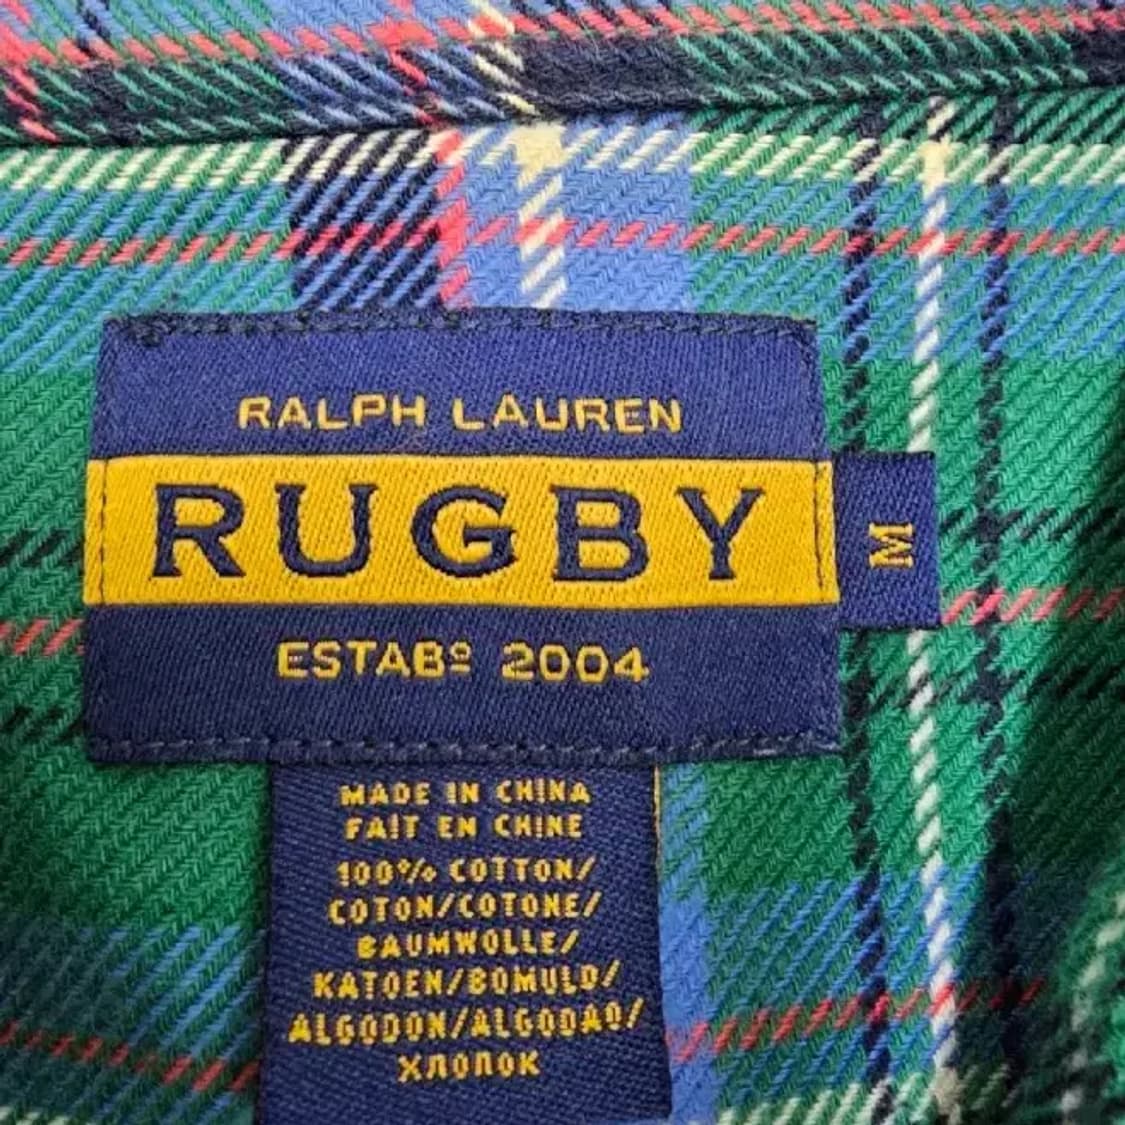 RALPH LAUREN
RUGBY
M
ESTABº 2004
MADE IN CHINA
FAIT EN CHINE
100% COTTON/
COTON/COTONE/
BAUMWOLLE/
KATOEN/BOMULD/
ALGODON/ALGODAO/
ХЛОПОК